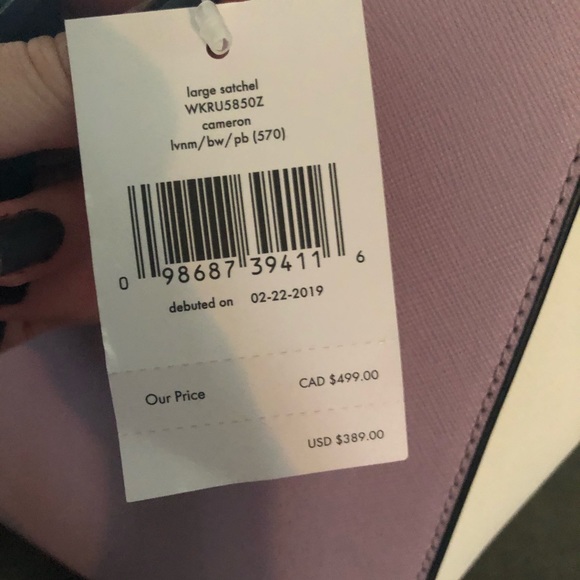 large satchel
WKRU5850Z
cameron
lvnm/bw/pb (570)
0 98687 39411 6
debuted on 02-22-2019
Our Price CAD $499.00
USD $389.00